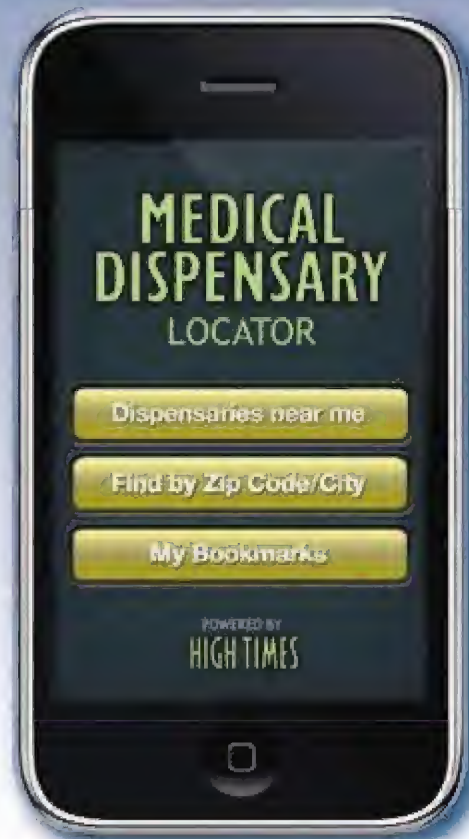 MEDICAL
DISPENSARY
LOCATOR
Dispensaries near me
Find by Zip Code/City
My Bookmarks
POWERED BY
HIGH TIMES